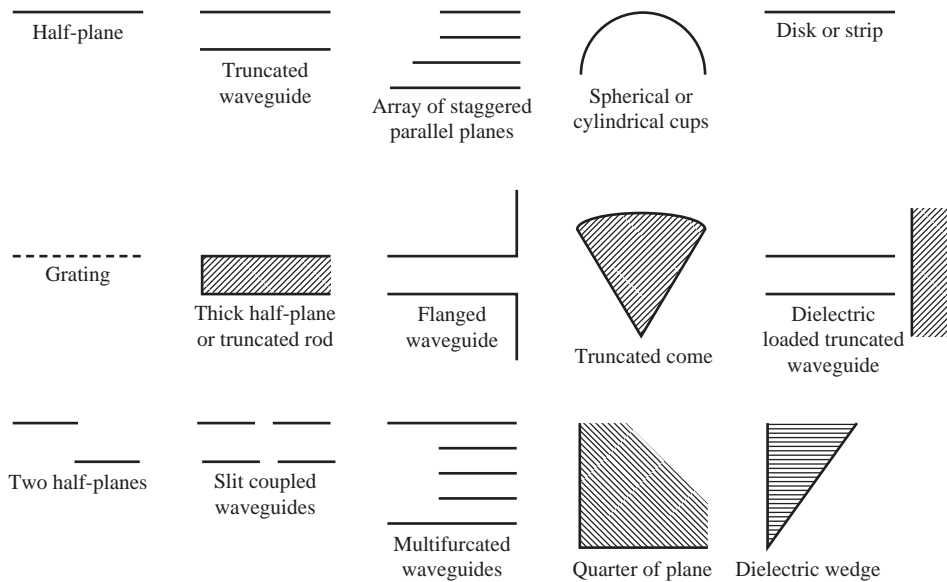 Half-plane
Truncated
waveguide
Array of staggered
parallel planes
Spherical or
cylindrical cups
Disk or strip
Grating
Thick half-plane
or truncated rod
Flanged
waveguide
Truncated come
Dielectric
loaded truncated
waveguide
Two half-planes
Slit coupled
waveguides
Multifurcated
waveguides
Quarter of plane
Dielectric wedge